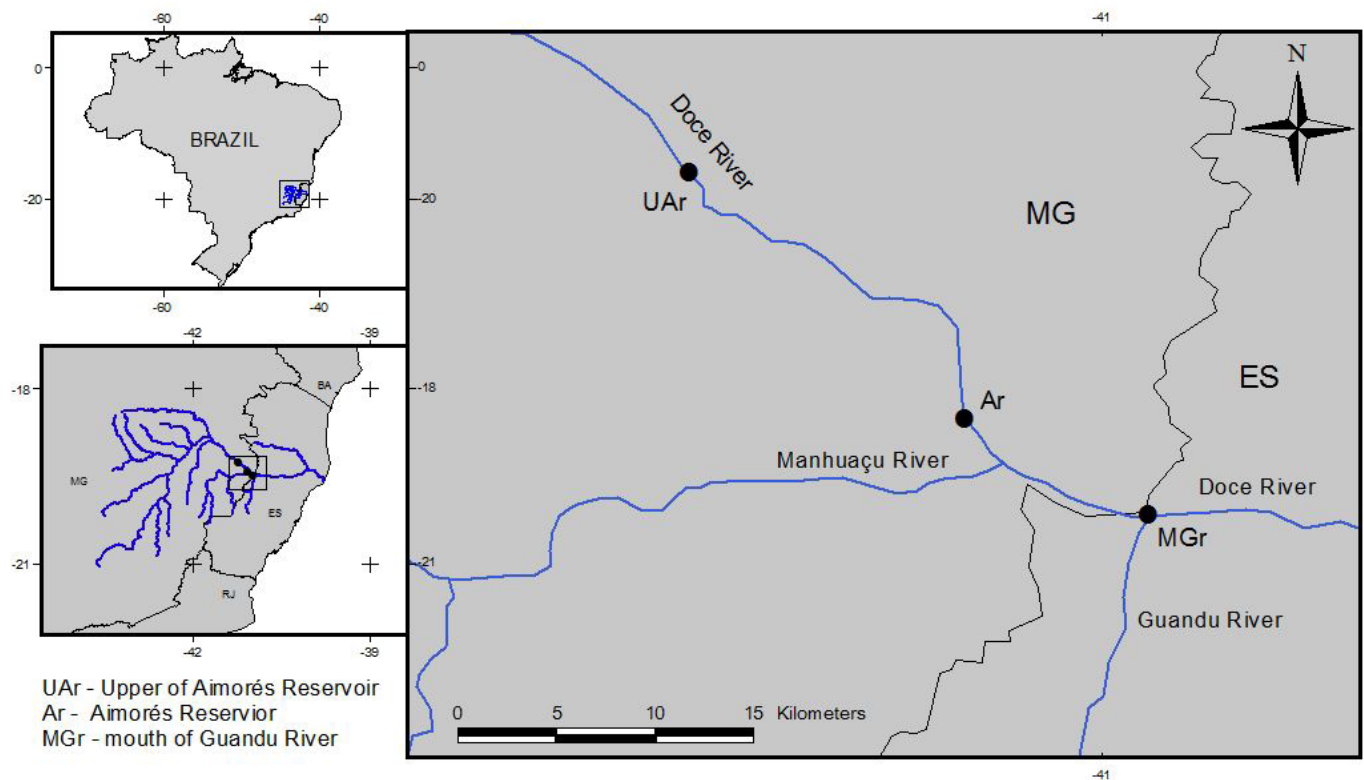 -60
-40
0
BRAZIL
-20
-60
-40
-42
-39
-18
BA
MG
ES
-21
RJ
-42
-39
UAr - Upper of Aimorés Reservoir
Ar - Aimorés Reservior
MGr - mouth of Guandu River
-41
0
N
Doce River
UAr
MG
-20
ES
-18
Ar
Manhuaçu River
Doce River
MGr
-21
Guandu River
0 5 10 15 Kilometers
-41